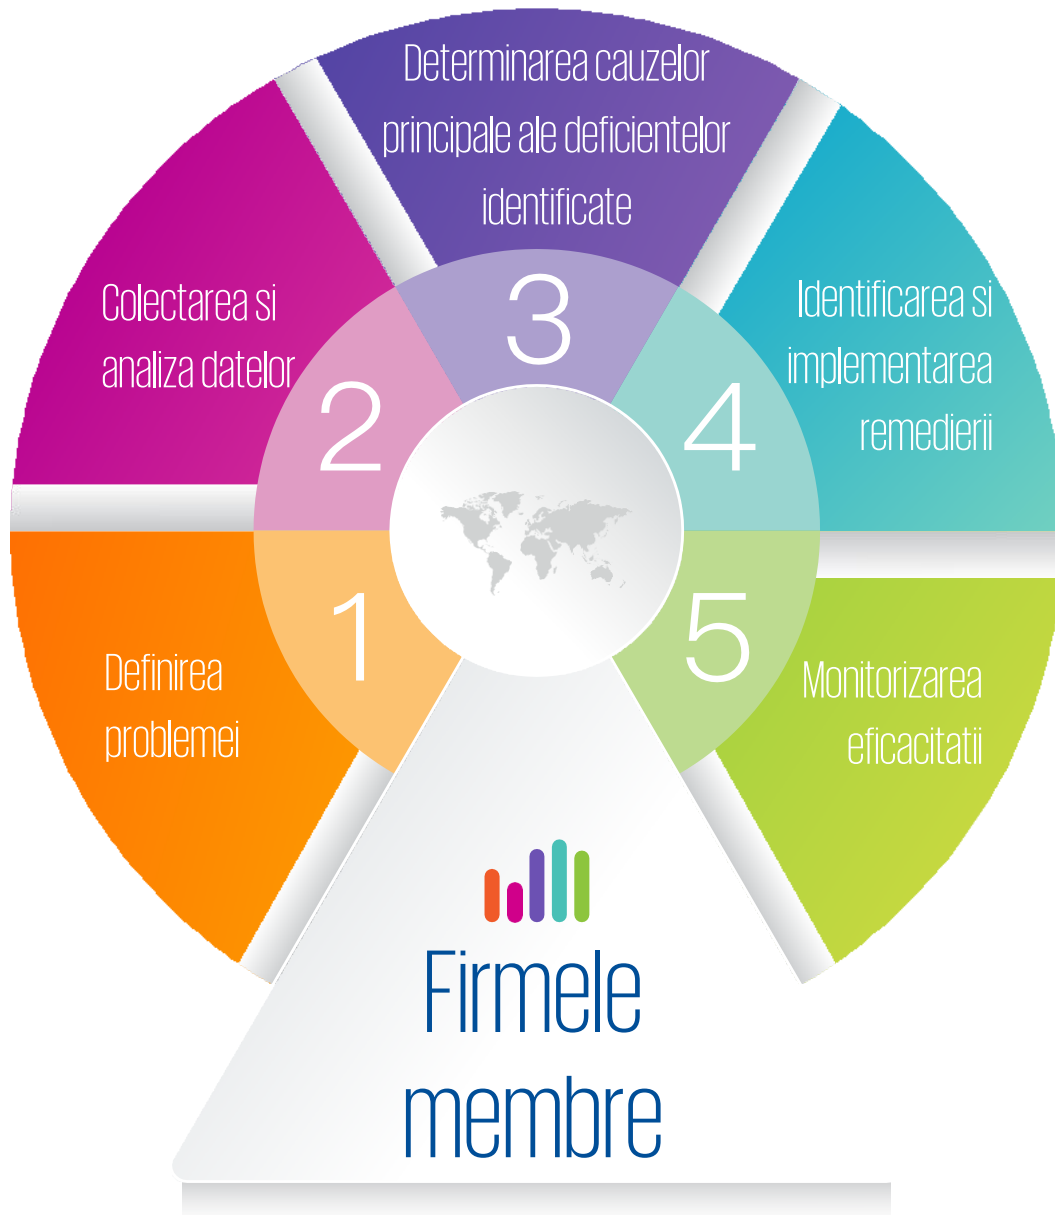 1
Definirea
problemei
2
Colectarea si
analiza datelor
3
Determinarea cauzelor
principale ale deficientelor
identificate
4
Identificarea si
implementarea
remedierii
5
Monitorizarea
eficacitatii
Firmele
membre